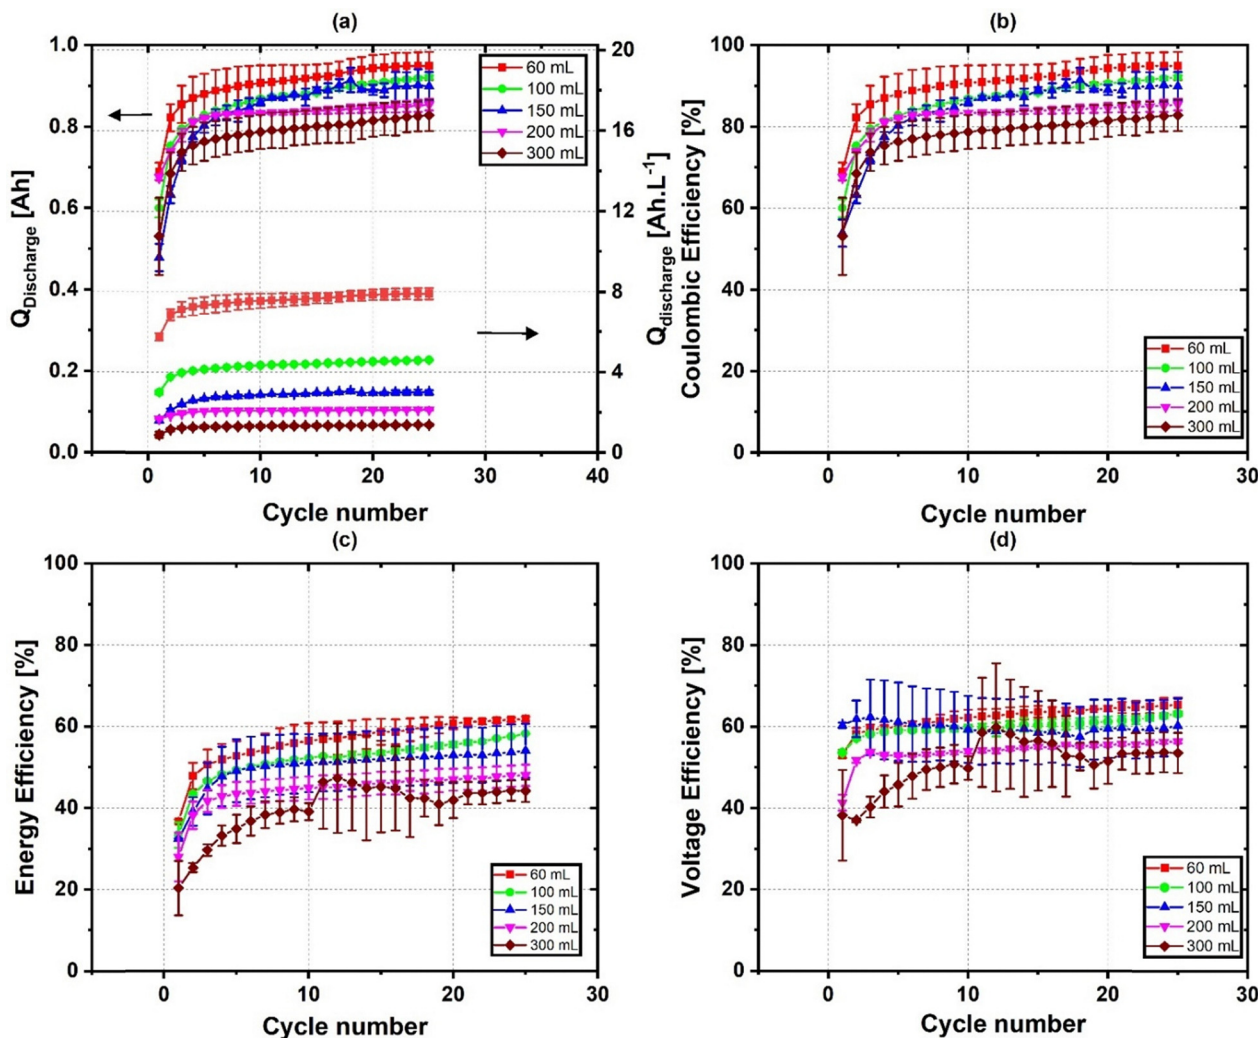 (a)
1.0
0.8
0.6
0.4
0.2
0.0
Q_Discharge [Ah]
60 mL
100 mL
150 mL
200 mL
300 mL
20
16
12
8
4
0
Q_discharge [Ah.L⁻¹]
0
10
20
30
40
Cycle number
(b)
100
80
60
40
20
0
Coulombic Efficiency [%]
60 mL
100 mL
150 mL
200 mL
300 mL
0
10
20
30
Cycle number
(c)
100
80
60
40
20
0
Energy Efficiency [%]
60 mL
100 mL
150 mL
200 mL
300 mL
0
10
20
30
Cycle number
(d)
100
80
60
40
20
0
Voltage Efficiency [%]
60 mL
100 mL
150 mL
200 mL
300 mL
0
10
20
30
Cycle number